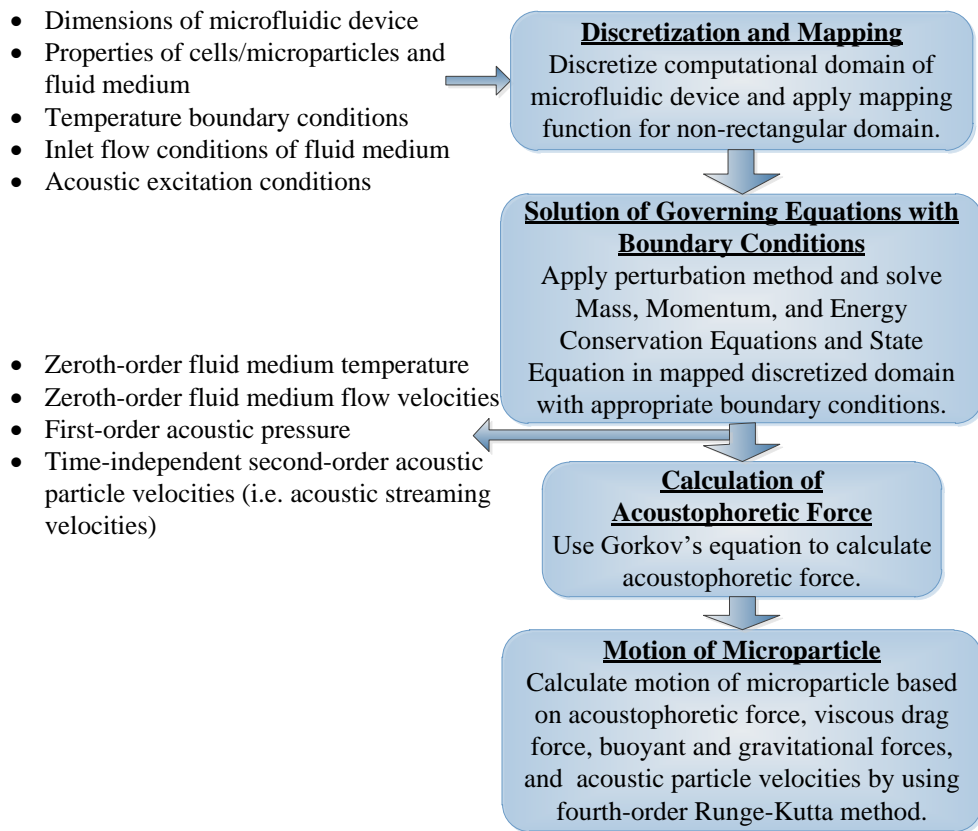 • Dimensions of microfluidic device
• Properties of cells/microparticles and
fluid medium
• Temperature boundary conditions
• Inlet flow conditions of fluid medium
• Acoustic excitation conditions
Discretization and Mapping
Discretize computational domain of
microfluidic device and apply mapping
function for non-rectangular domain.
Solution of Governing Equations with
Boundary Conditions
Apply perturbation method and solve
Mass, Momentum, and Energy
Conservation Equations and State
Equation in mapped discretized domain
with appropriate boundary conditions.
• Zeroth-order fluid medium temperature
• Zeroth-order fluid medium flow velocities
• First-order acoustic pressure
• Time-independent second-order acoustic
particle velocities (i.e. acoustic streaming
velocities)
Calculation of
Acoustophoretic Force
Use Gorkov’s equation to calculate
acoustophoretic force.
Motion of Microparticle
Calculate motion of microparticle based
on acoustophoretic force, viscous drag
force, buoyant and gravitational forces,
and acoustic particle velocities by using
fourth-order Runge-Kutta method.